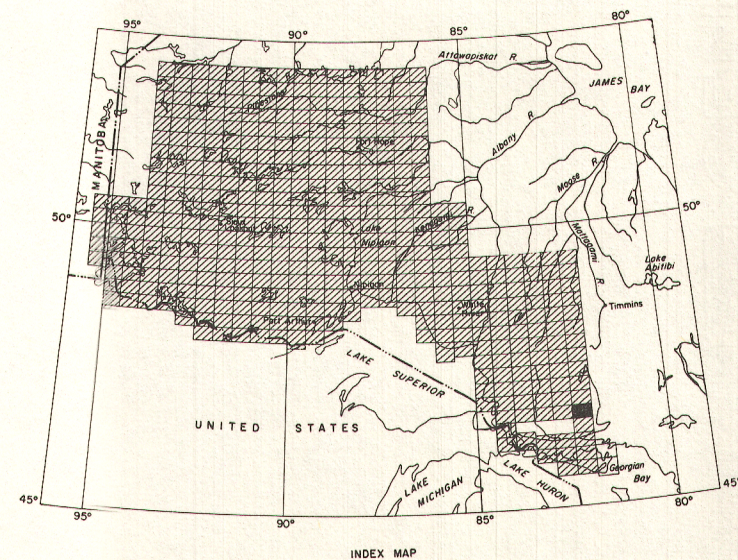 95°
90°
85°
80°
Attawapiskat R.
JAMES BAY
Albany R
MANITOBA
Fort Hope
Moose R
50°
50°
Lake
Nipigon
R
Mattagami R
Lake
Abitibi
Nipigon
White
Timmins
Port Arthur
LAKE SUPERIOR
UNITED STATES
LAKE HURON
Georgian
Bay
LAKE
MICHIGAN
45°
45°
95°
90°
85°
80°
INDEX MAP